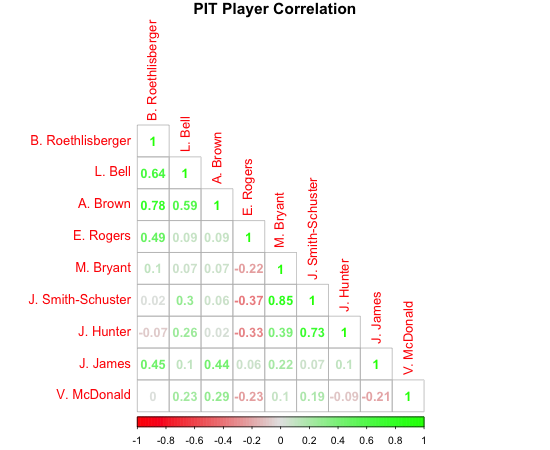 PIT Player Correlation
B. Roethlisberger
L. Bell
A. Brown
E. Rogers
M. Bryant
J. Smith-Schuster
J. Hunter
J. James
V. McDonald
B. Roethlisberger 1
L. Bell 0.64 1
A. Brown 0.78 0.59 1
E. Rogers 0.49 0.09 0.09 1
M. Bryant 0.1 0.07 0.07 -0.22 1
J. Smith-Schuster 0.02 0.3 0.06 -0.37 0.85 1
J. Hunter -0.07 0.26 0.02 -0.33 0.39 0.73 1
J. James 0.45 0.1 0.44 0.06 0.22 0.07 0.1 1
V. McDonald 0 0.23 0.29 -0.23 0.1 0.19 -0.09 -0.21 1
-1 -0.8 -0.6 -0.4 -0.2 0 0.2 0.4 0.6 0.8 1